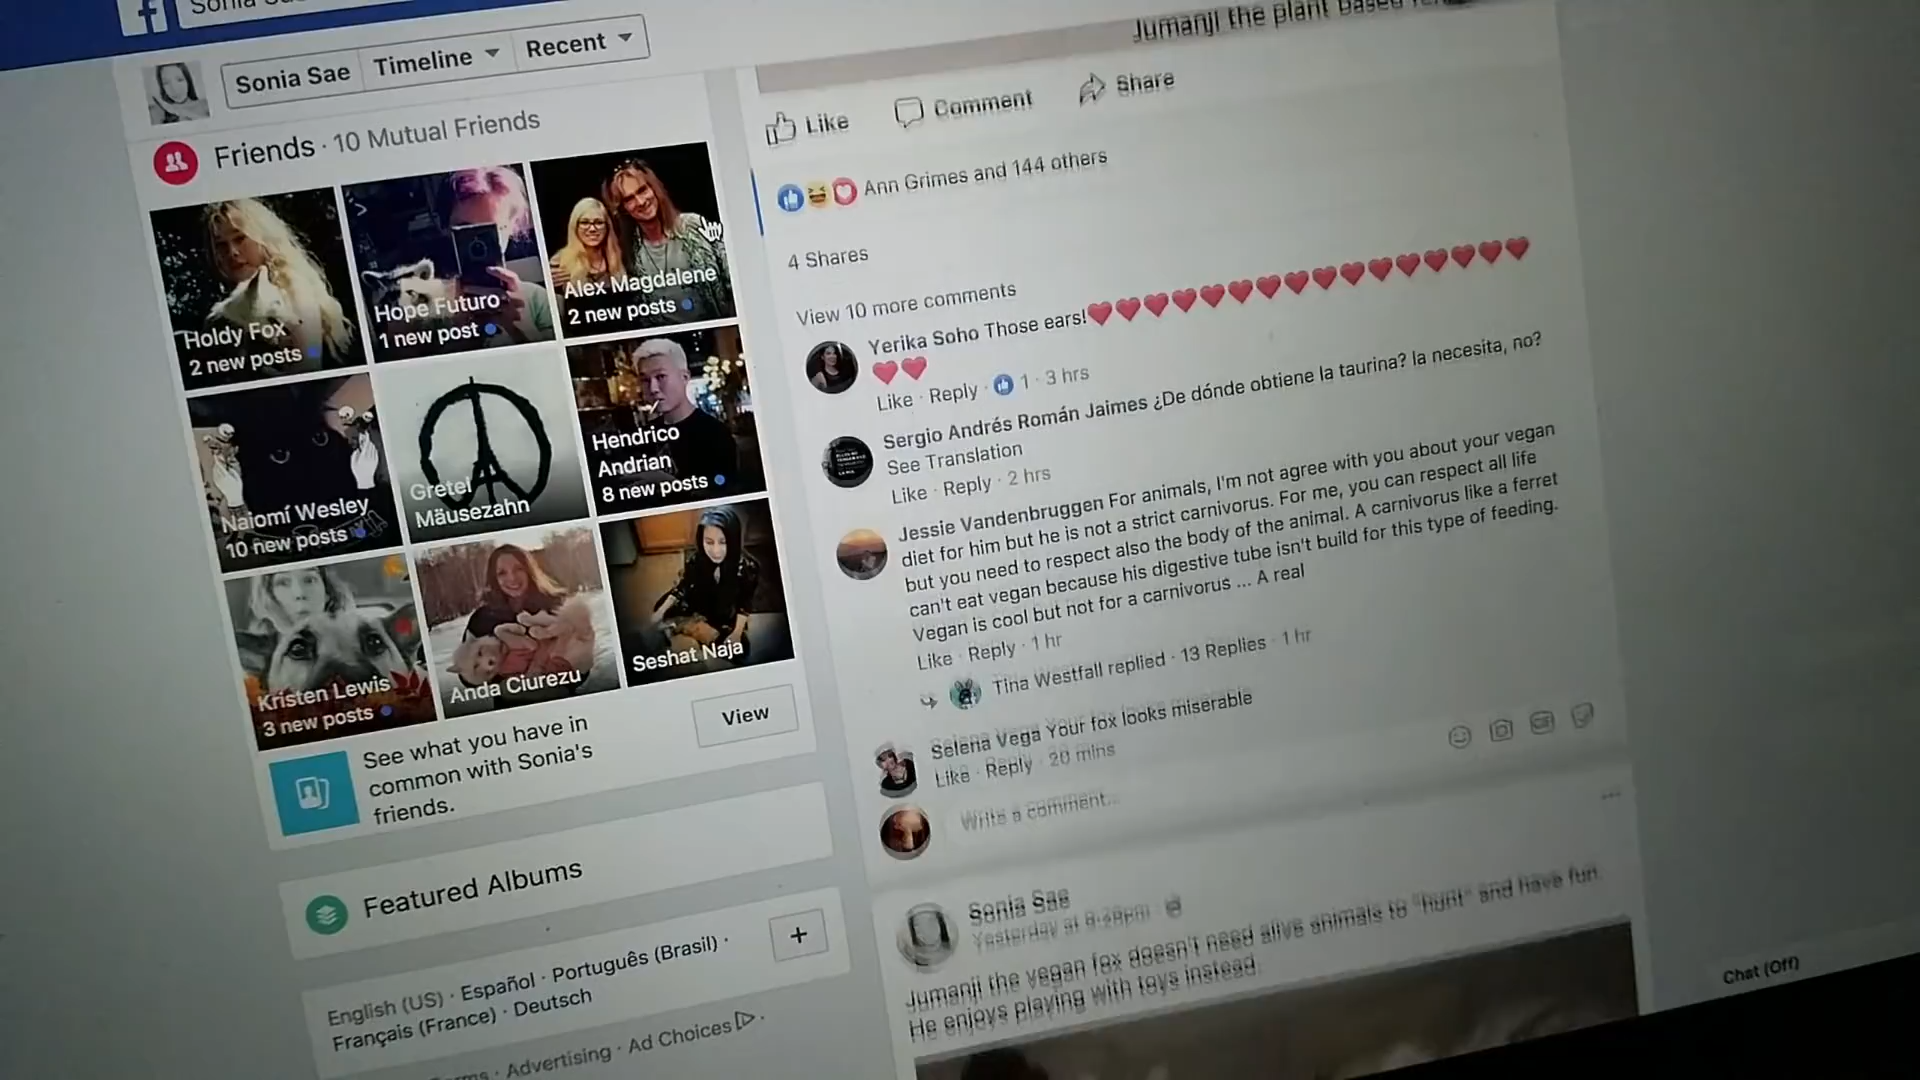 Sonia Sae
Timeline
Recent
Friends · 10 Mutual Friends
Holdy Fox
2 new posts
Hope Futuro
1 new post
Alex Magdalene
2 new posts
Naiomí Wesley
10 new posts
Gretel
Mäusezahn
Hendrico
Andrian
8 new posts
Kristen Lewis
3 new posts
Anda Ciurezu
Seshat Naja
See what you have in
common with Sonia's
friends.
View
Featured Albums
+
English (US) · Español · Português (Brasil) ·
Français (France) · Deutsch
· Advertising · Ad Choices
Jumanji the plant based
Like
Comment
Share
Ann Grimes and 144 others
4 Shares
View 10 more comments
Yerika Soho Those ears!❤❤❤❤❤❤❤❤❤❤❤❤❤❤❤❤
❤❤
Like · Reply · 1 · 3 hrs
Sergio Andrés Román Jaimes ¿De dónde obtiene la taurina? la necesita, no?
See Translation
Like · Reply · 2 hrs
Jessie Vandenbruggen For animals, I'm not agree with you about your vegan
diet for him but he is not a strict carnivorus. For me, you can respect all life
but you need to respect also the body of the animal. A carnivorus like a ferret
can't eat vegan because his digestive tube isn't build for this type of feeding.
Vegan is cool but not for a carnivorus ... A real
Like · Reply · 1 hr
Tina Westfall replied · 13 Replies · 1 hr
Selena Vega Your fox looks miserable
Like · Reply · 20 mins
Write a comment...
Sonia Sae
Yesterday at
Jumanji the vegan fox doesn't need alive animals to "hunt" and have fun.
He enjoys playing with toys instead.
Chat (Off)